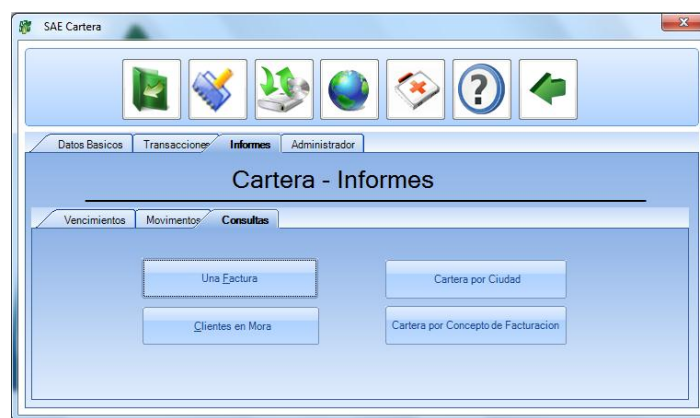 SAE Cartera
Datos Basicos Transacciones Informes Administrador
Cartera - Informes
Vencimientos Movimentos Consultas
Una Factura Cartera por Ciudad
Clientes en Mora Cartera por Concepto de Facturacion